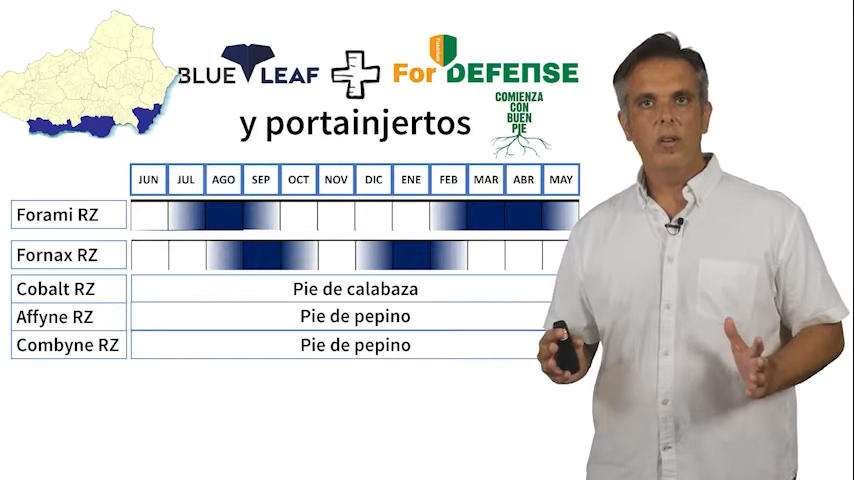 BLUE LEAF
Fusarium
For DEFENSE
COMIENZA
CON
BUEN
PIE
y portainjertos
JUN JUL AGO SEP OCT NOV DIC ENE FEB MAR ABR MAY
Forami RZ
Fornax RZ
Cobalt RZ Pie de calabaza
Affyne RZ Pie de pepino
Combyne RZ Pie de pepino